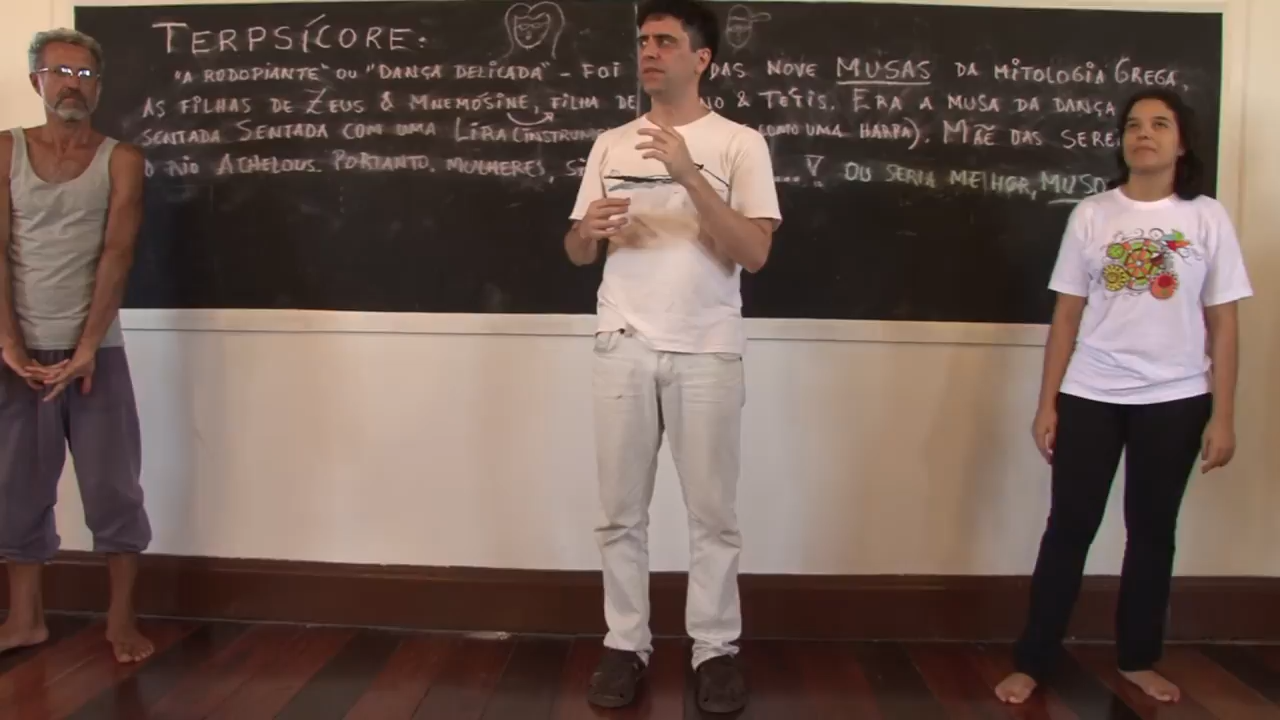 TERPSÍCORE:
"A RODOPIANTE" OU "DANÇA DELICADA" - FOI DAS NOVE MUSAS DA MITOLOGIA GREGA,
AS FILHAS DE ZEUS & MNEMÓSINE, FILHA DE NO & TÉTIS. ERA A MUSA DA DANÇA
SENTADA SENTADA COM UMA LIRA (INSTRUME COMO UMA HARPA). MÃE DAS SERE
O RIO ACHELOUS. PORTANTO, MULHERES, OU SERIA MELHOR, MUSO